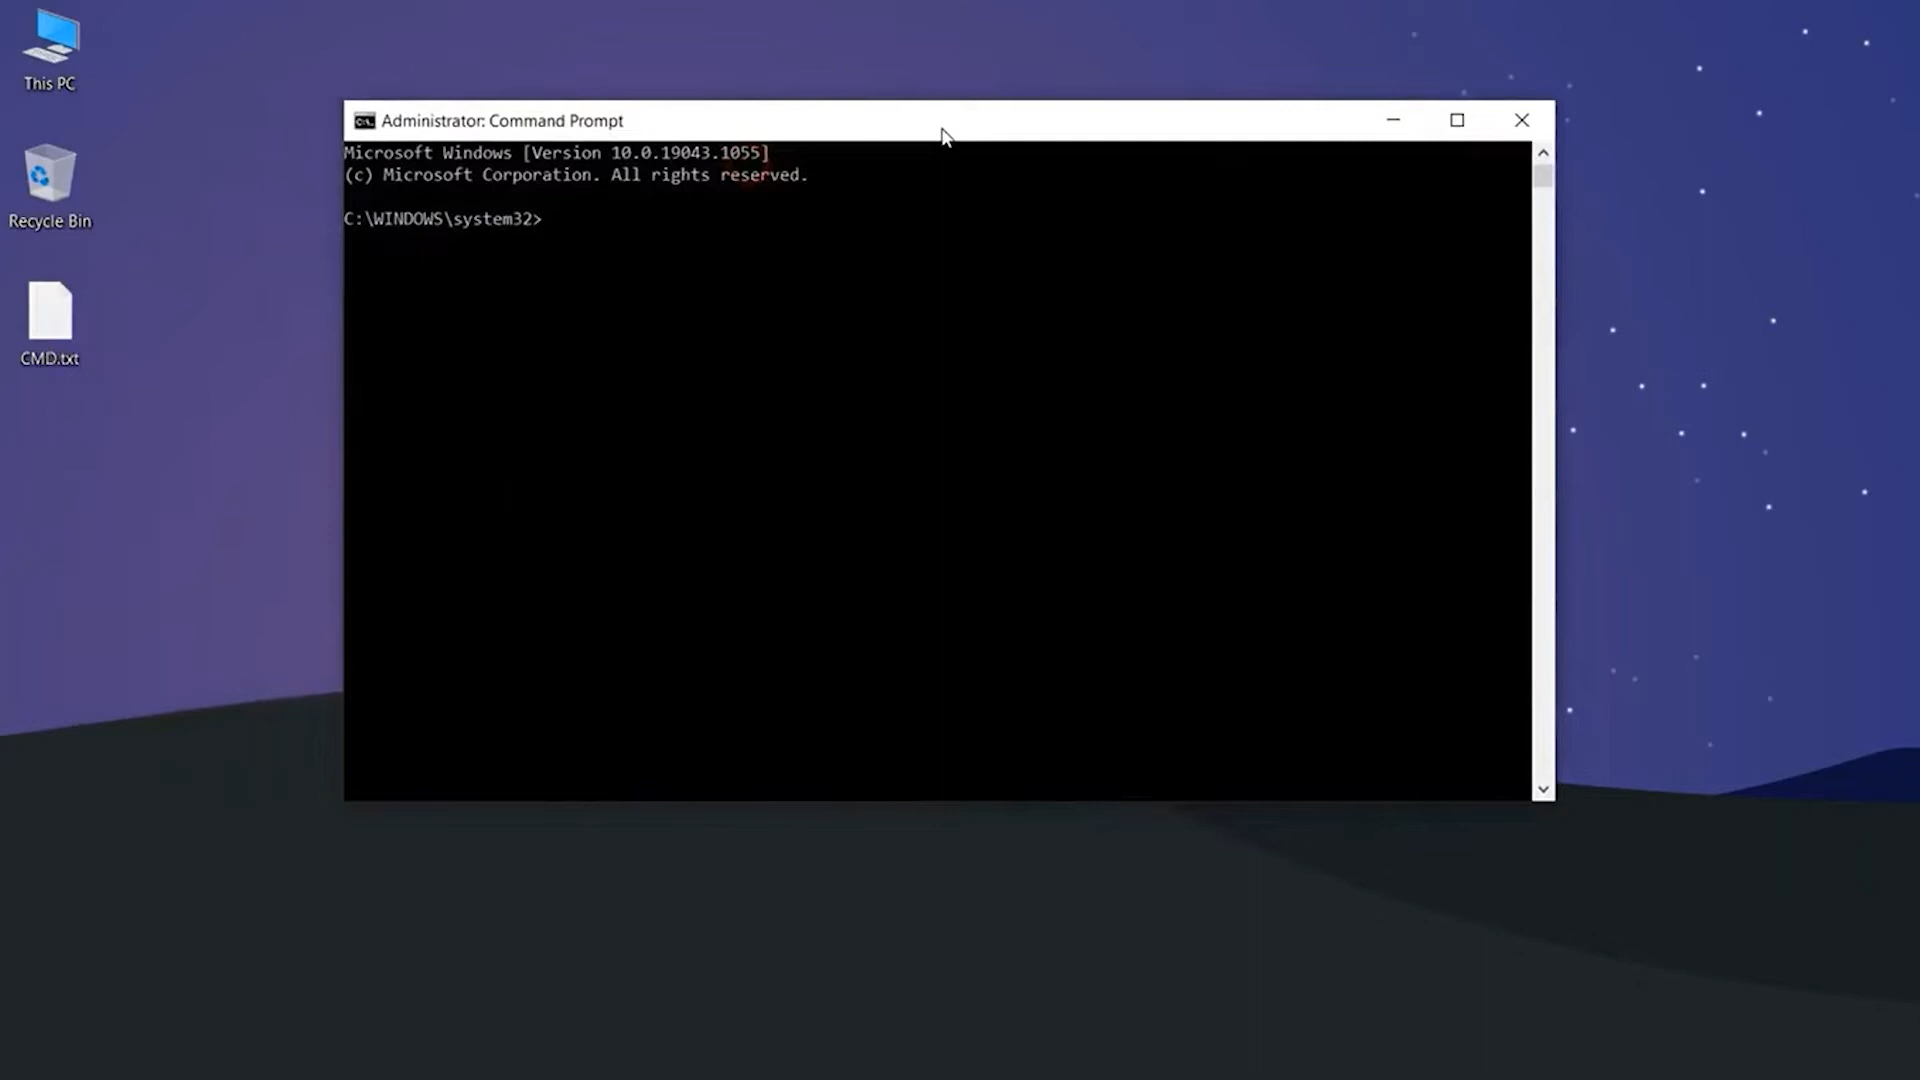 This PC
Recycle Bin
CMD.txt
Administrator: Command Prompt
Microsoft Windows [Version 10.0.19043.1055]
(c) Microsoft Corporation. All rights reserved.
C:\WINDOWS\system32>